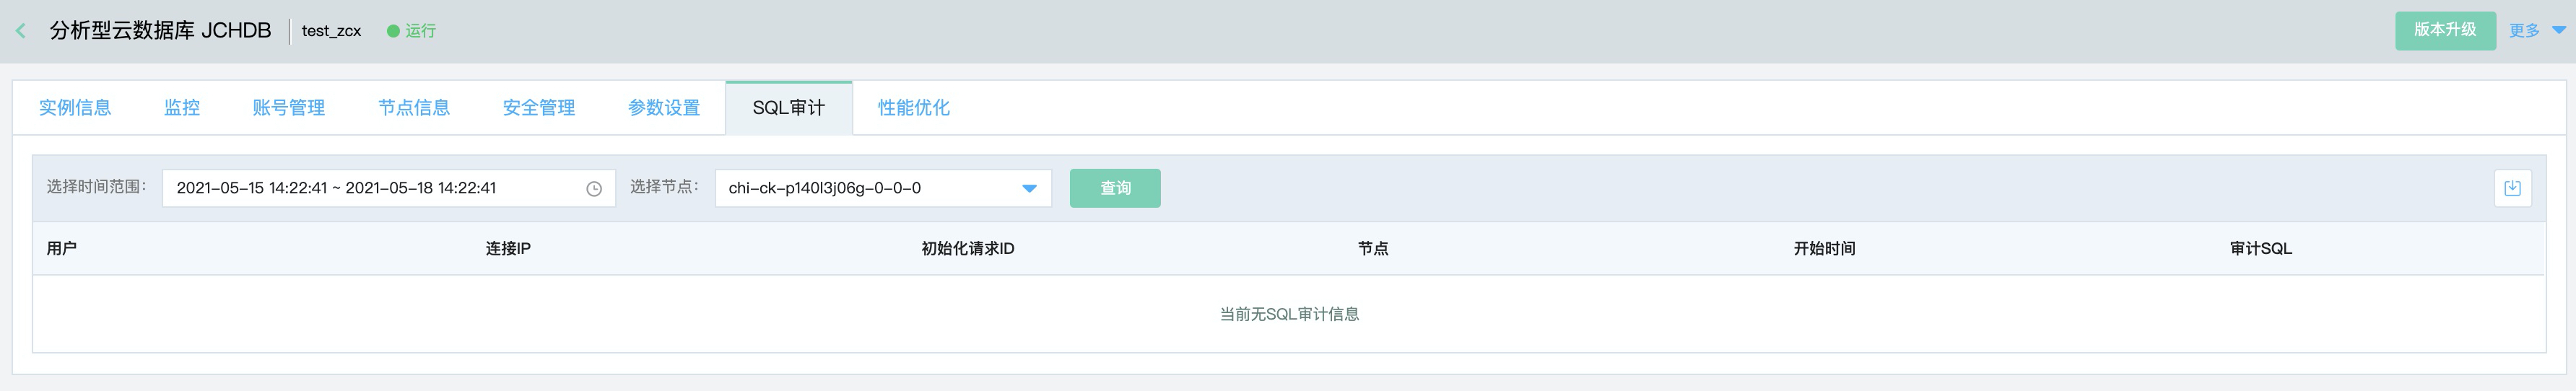 分析型云数据库 JCHDB test_zcx 运行 版本升级 更多
实例信息 监控 账号管理 节点信息 安全管理 参数设置 SQL审计 性能优化
选择时间范围： 2021-05-15 14:22:41 ~ 2021-05-18 14:22:41 选择节点： chi-ck-p140l3j06g-0-0-0 查询
用户 连接IP 初始化请求ID 节点 开始时间 审计SQL
当前无SQL审计信息